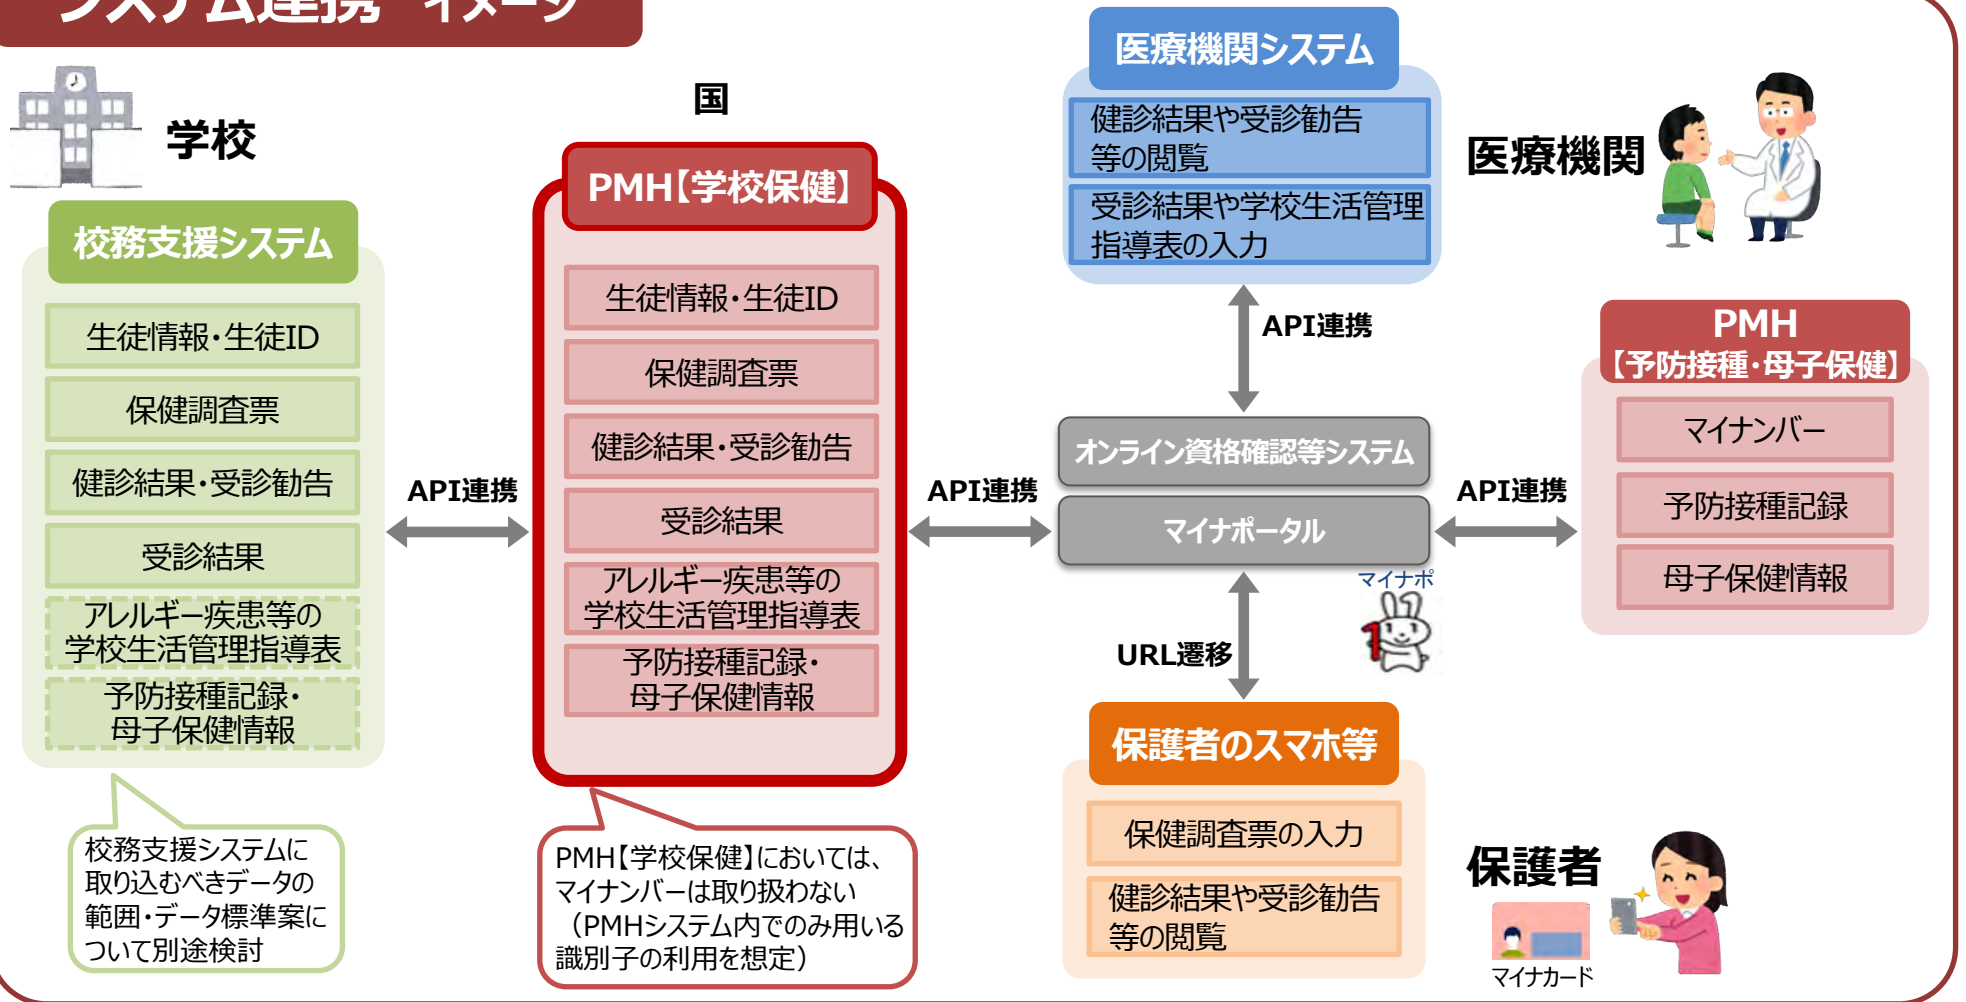 システム連携 イメージ
学校
校務支援システム
生徒情報・生徒ID
保健調査票
健診結果・受診勧告
受診結果
アレルギー疾患等の
学校生活管理指導表
予防接種記録・
母子保健情報
校務支援システムに
取り込むべきデータの
範囲・データ標準案に
ついて別途検討
API連携
国
PMH【学校保健】
生徒情報・生徒ID
保健調査票
健診結果・受診勧告
受診結果
アレルギー疾患等の
学校生活管理指導表
予防接種記録・
母子保健情報
PMH【学校保健】においては、
マイナンバーは取り扱わない
（PMHシステム内でのみ用いる
識別子の利用を想定）
API連携
医療機関システム
健診結果や受診勧告
等の閲覧
受診結果や学校生活管理
指導表の入力
医療機関
API連携
オンライン資格確認等システム
マイナポータル
マイナポ
API連携
PMH
【予防接種・母子保健】
マイナンバー
予防接種記録
母子保健情報
URL遷移
保護者のスマホ等
保健調査票の入力
健診結果や受診勧告
等の閲覧
保護者
マイナカード